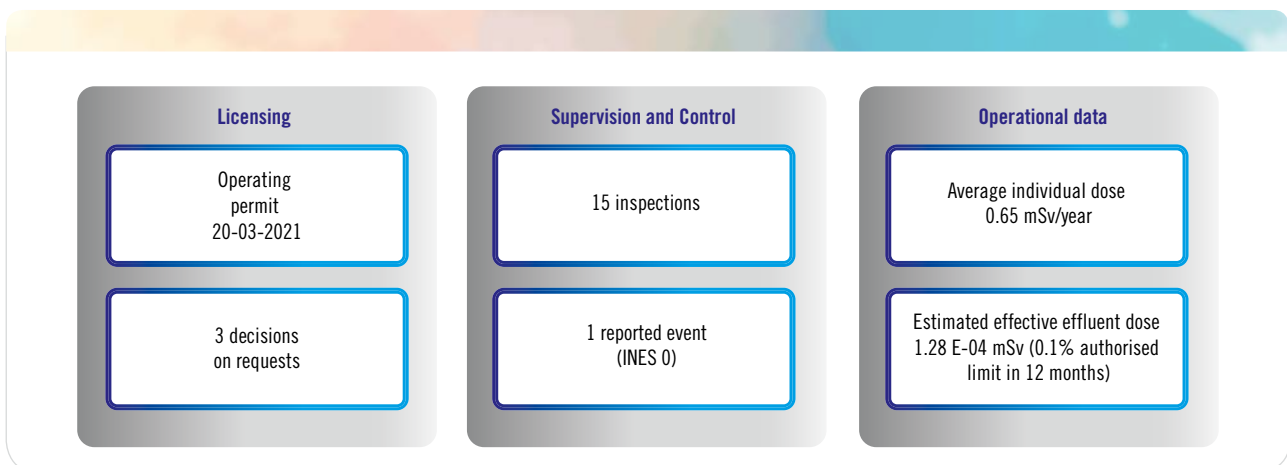 Licensing
Operating
permit
20-03-2021
3 decisions
on requests
Supervision and Control
15 inspections
1 reported event
(INES 0)
Operational data
Average individual dose
0.65 mSv/year
Estimated effective effluent dose
1.28 E-04 mSv (0.1% authorised
limit in 12 months)